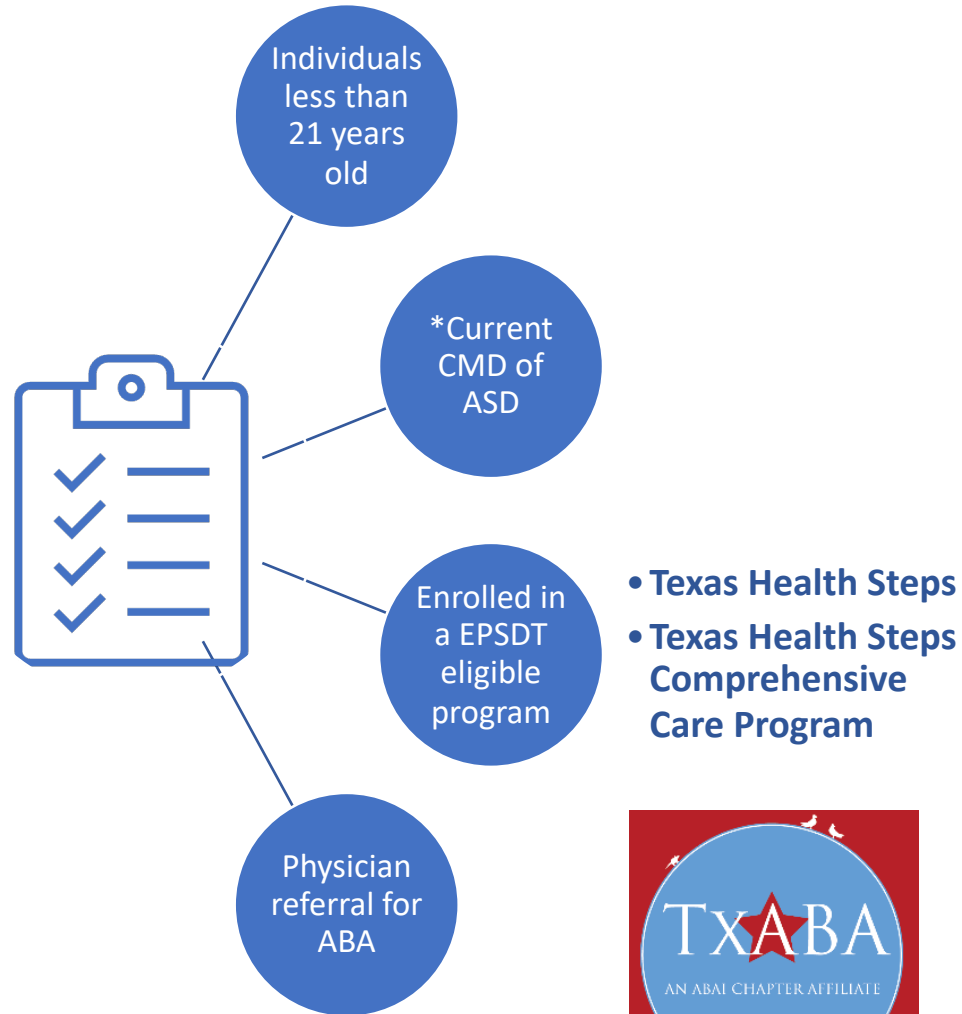 Individuals
less than
21 years
old
*Current
CMD of
ASD
Enrolled in
a EPSDT
eligible
program
• Texas Health Steps
• Texas Health Steps
Comprehensive
Care Program
Physician
referral for
ABA
TXABA
AN ABAI CHAPTER AFFILIATE